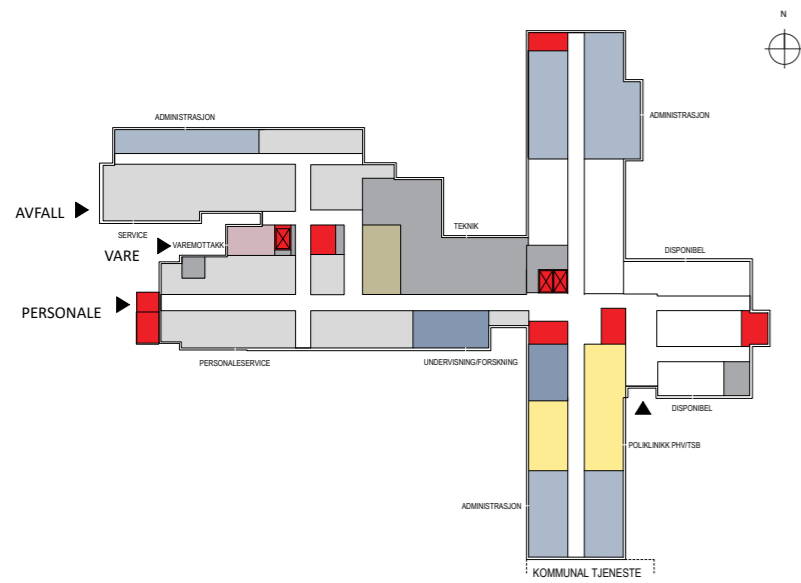 N
ADMINISTRASJON
ADMINISTRASJON
AVFALL
SERVICE
VAREMOTTAKK
TEKNIK
VARE
DISPONIBEL
PERSONALE
PERSONALESERVICE
UNDERVISNING/FORSKNING
DISPONIBEL
POLIKLINIKK PHV/TSB
ADMINISTRASJON
KOMMUNAL TJENESTE